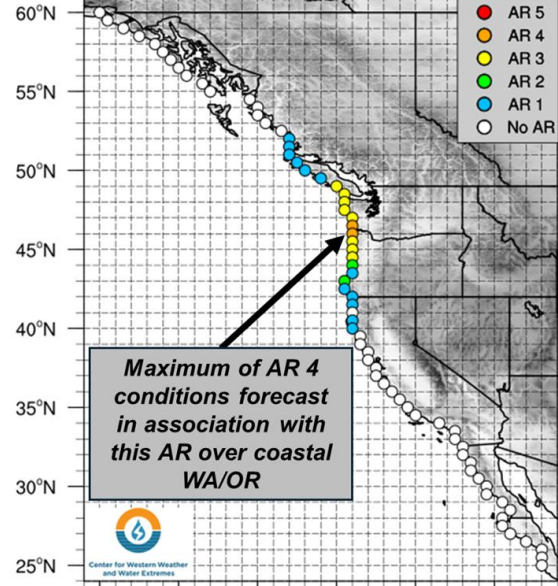 60°N
55°N
50°N
45°N
40°N
35°N
30°N
25°N
AR 5
AR 4
AR 3
AR 2
AR 1
No AR
Maximum of AR 4
conditions forecast
in association with
this AR over coastal
WA/OR
Center for Western Weather
and Water Extremes